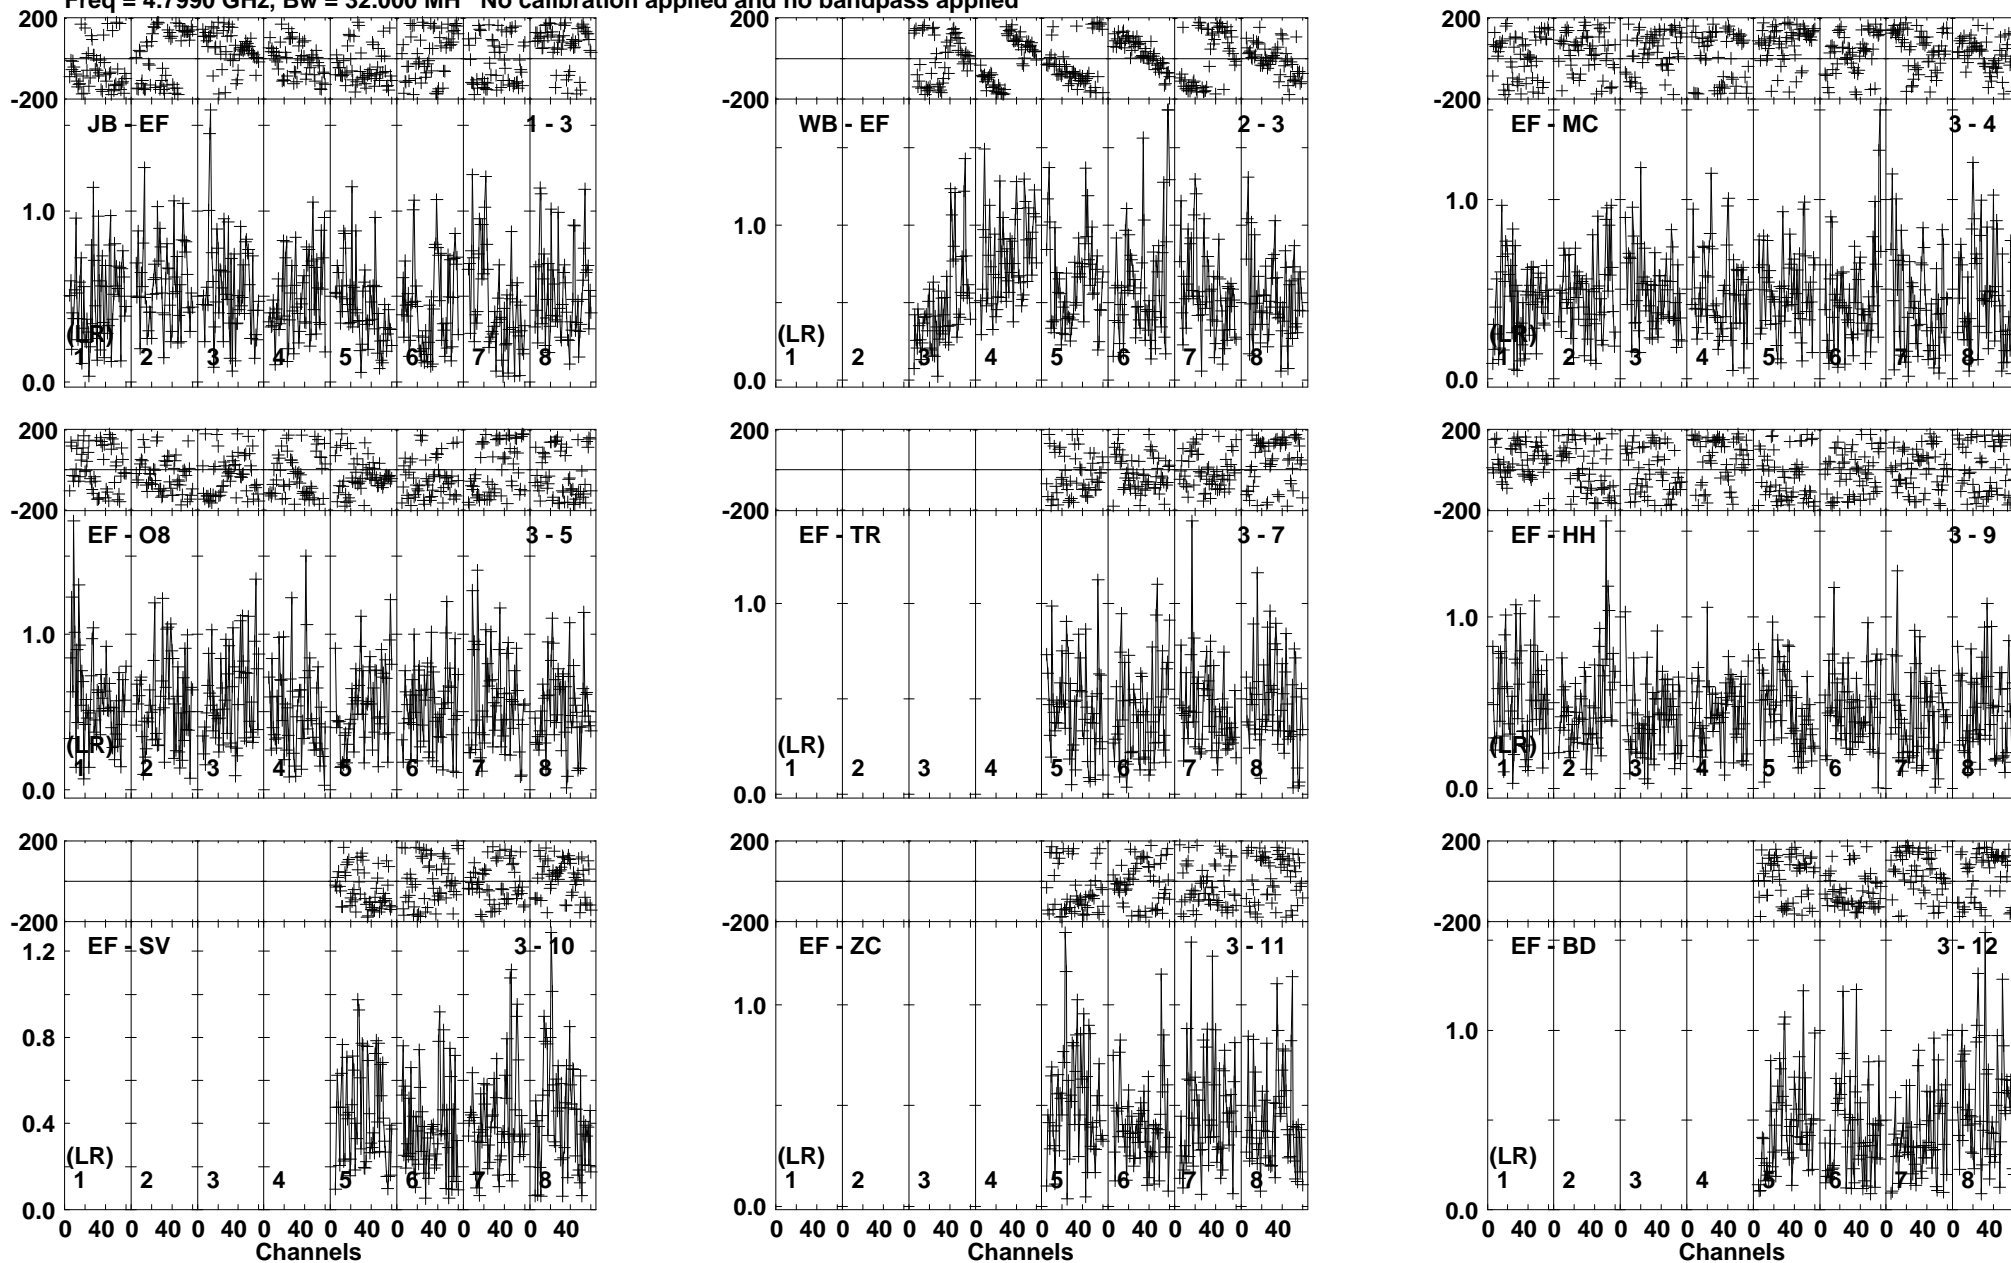 Freq = 4.7990 GHz, Bw = 32.000 MH No calibration applied and no bandpass applied
200 200 200
-200 -200 -200
JB - EF 1 - 3 WB - EF 2 - 3 EF - MC 3 - 4
1.0 1.0 1.0
(LR) (LR) (LR)
1 2 3 4 5 6 7 8 1 2 3 4 5 6 7 8 1 2 3 4 5 6 7 8
0.0 0.0 0.0
200 200 200
-200 -200 -200
EF - O8 3 - 5 EF - TR 3 - 7 EF - HH 3 - 9
1.0 1.0 1.0
(LR) (LR) (LR)
1 2 3 4 5 6 7 8 1 2 3 4 5 6 7 8 1 2 3 4 5 6 7 8
0.0 0.0 0.0
200 200 200
-200 -200 -200
EF - SV 3 - 10 EF - ZC 3 - 11 EF - BD 3 - 12
1.2
1.0 1.0
0.8
0.4
(LR) (LR) (LR)
1 2 3 4 5 6 7 8 1 2 3 4 5 6 7 8 1 2 3 4 5 6 7 8
0.0 0.0 0.0
0 40 0 40 0 40 0 40 0 40 0 40 0 40 0 40 0 40 0 40 0 40 0 40 0 40 0 40 0 40 0 40 0 40 0 40 0 40 0 40 0 40 0 40 0 40 0 40
Channels Channels Channels